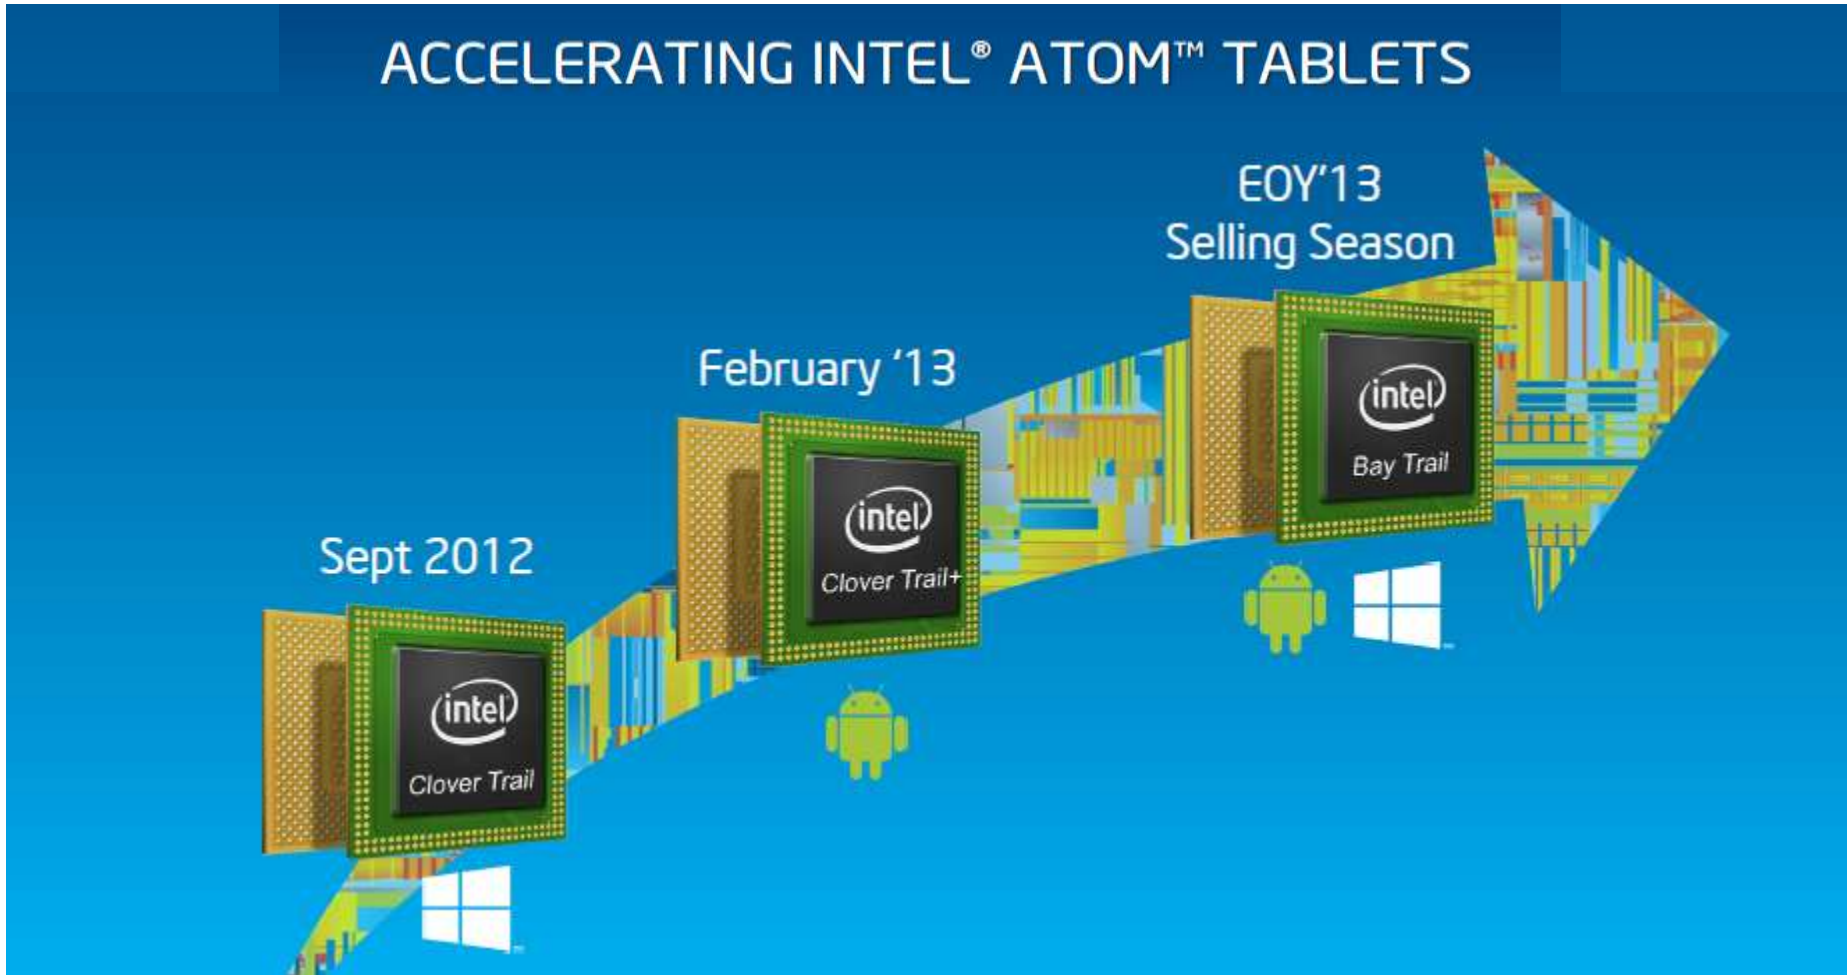 ACCELERATING INTEL® ATOM™ TABLETS
EOY'13
Selling Season
intel
Bay Trail
February ‘13
intel
Clover Trail+
Sept 2012
intel
Clover Trail